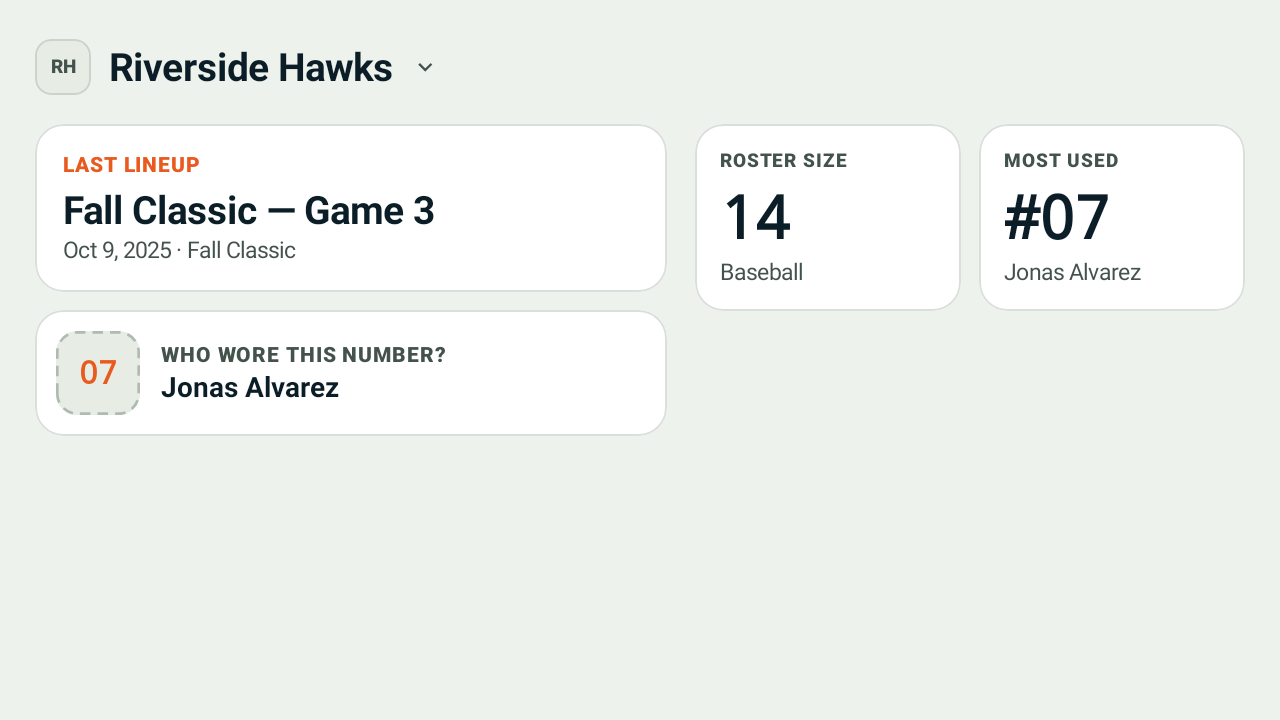 RH
Riverside Hawks
LAST LINEUP
Fall Classic — Game 3
Oct 9, 2025 · Fall Classic
07
WHO WORE THIS NUMBER?
Jonas Alvarez
ROSTER SIZE
14
Baseball
MOST USED
#07
Jonas Alvarez